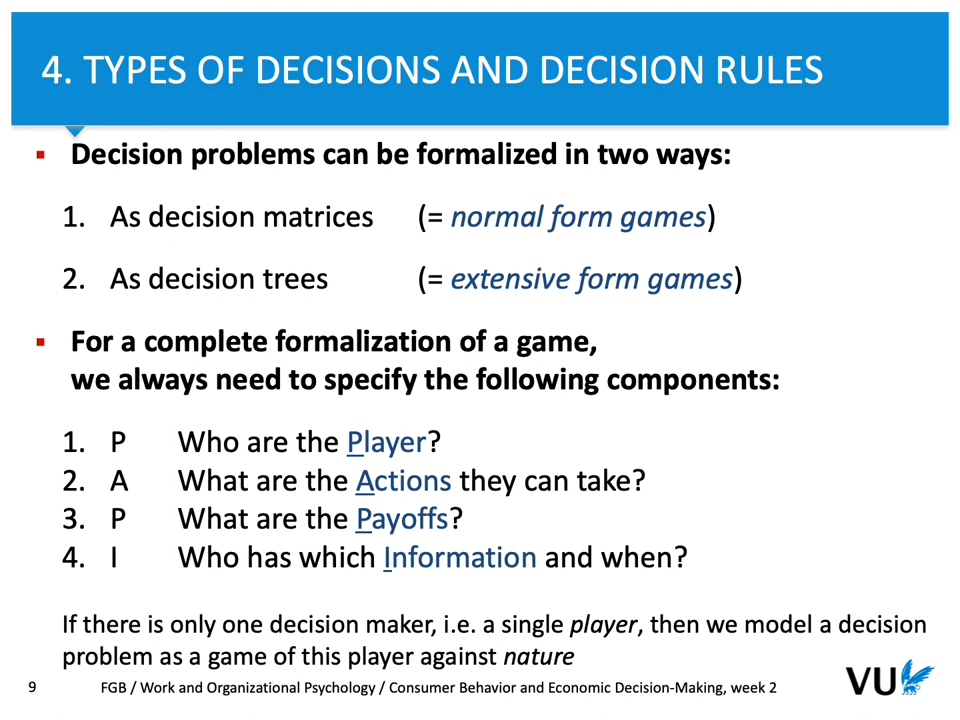 4. TYPES OF DECISIONS AND DECISION RULES
▪ Decision problems can be formalized in two ways:
1. As decision matrices (= normal form games)
2. As decision trees (= extensive form games)
▪ For a complete formalization of a game,
we always need to specify the following components:
1. P Who are the Player?
2. A What are the Actions they can take?
3. P What are the Payoffs?
4. I Who has which Information and when?
If there is only one decision maker, i.e. a single player, then we model a decision
problem as a game of this player against nature
9 FGB / Work and Organizational Psychology / Consumer Behavior and Economic Decision-Making, week 2
VU